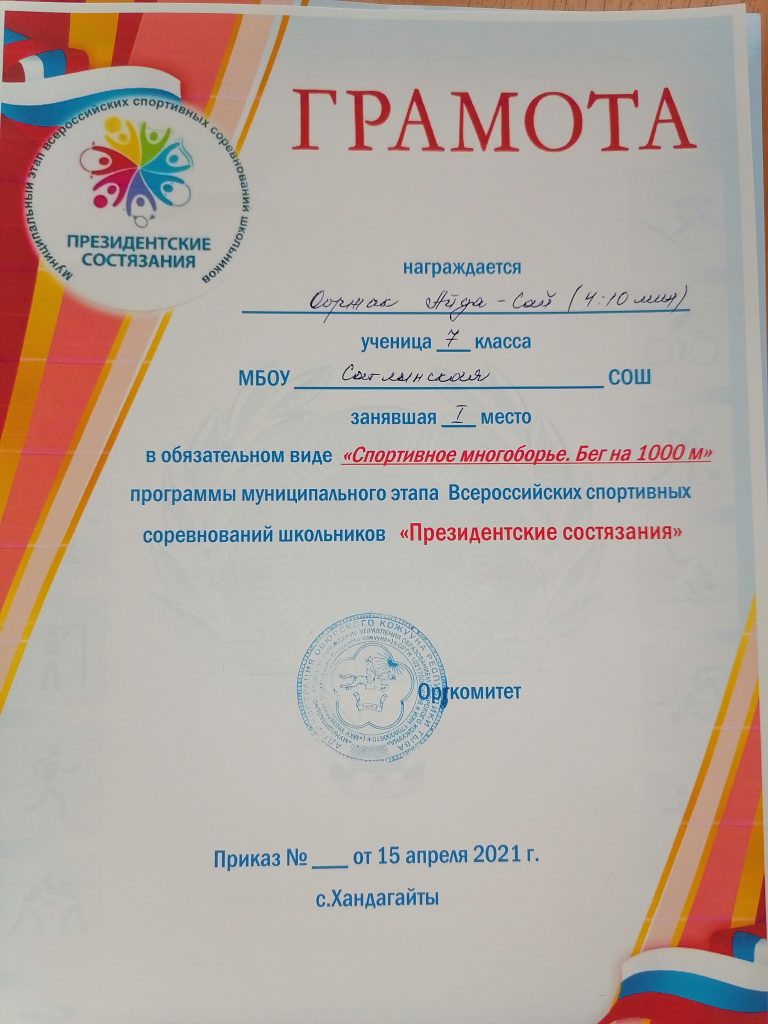 ГРАМОТА
Муниципальный этап всероссийских спортивных соревнований школьников
ПРЕЗИДЕНТСКИЕ
СОСТЯЗАНИЯ
награждается
Ооржак Айда-Сай (4:10 мин)
ученица 7 класса
МБОУ Сатлынская СОШ
занявшая I место
в обязательном виде «Спортивное многоборье. Бег на 1000 м»
программы муниципального этапа Всероссийских спортивных
соревнований школьников «Президентские состязания»
Оргкомитет
Приказ № ___ от 15 апреля 2021 г.
с.Хандагайты